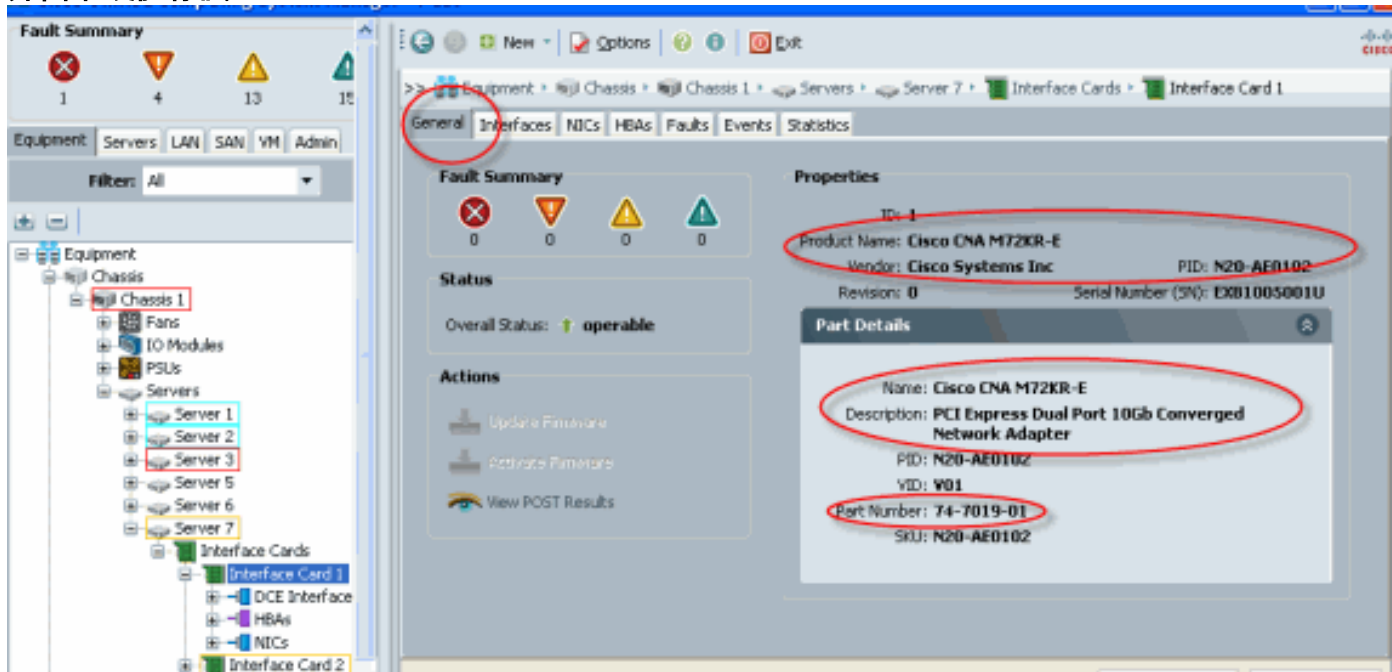 Fault Summary
1 4 13
Equipment Servers LAN SAN VM Admin
Filter: All
Equipment
Chassis
Chassis 1
Fans
IO Modules
PSUs
Servers
Server 1
Server 2
Server 3
Server 5
Server 6
Server 7
Interface Cards
Interface Card 1
DCE Interface
HBAs
NICs
Interface Card 2
New Options Exit
CISCO
>> Equipment Chassis Chassis 1 Servers Server 7 Interface Cards Interface Card 1
General Interfaces NICs HBAs Faults Events Statistics
Fault Summary
0 0 0 0
Status
Overall Status: operable
Actions
Update Firmware
Activate Firmware
View POST Results
Properties
ID: 1
Product Name: Cisco CNA M72KR-E
Vendor: Cisco Systems Inc PID: N20-AE0102
Revision: 0 Serial Number (SN): EXB1005001U
Part Details
Name: Cisco CNA M72KR-E
Description: PCI Express Dual Port 10Gb Converged
Network Adapter
PID: N20-AE0102
VID: V01
Part Number: 74-7019-01
SKU: N20-AE0102